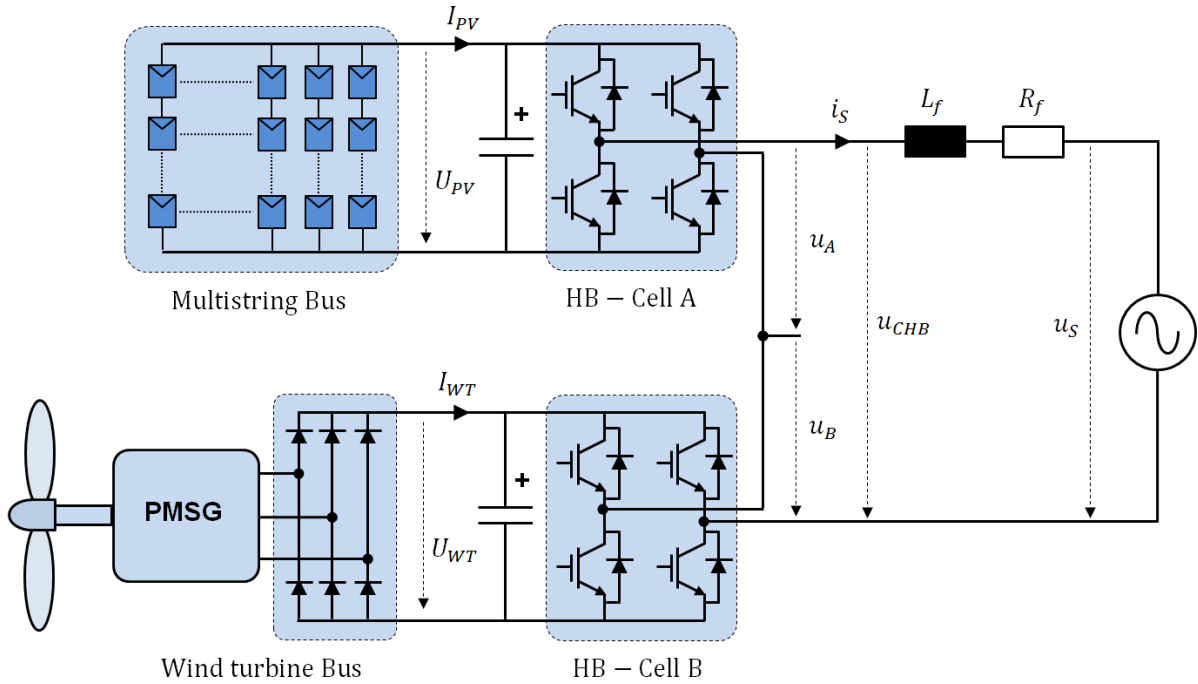 I_PV
U_PV
+
Multistring Bus
HB – Cell A
i_S
L_f
R_f
u_A
u_CHB
u_S
u_B
I_WT
U_WT
+
PMSG
Wind turbine Bus
HB – Cell B